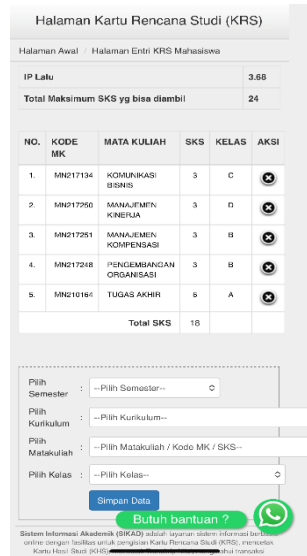 Halaman Kartu Rencana Studi (KRS)
Halaman Awal / Halaman Entri KRS Mahasiswa
IP Lalu 3.68
Total Maksimum SKS yg bisa diambil 24
NO. KODE MK MATA KULIAH SKS KELAS AKSI
1. MN217134 KOMUNIKASI BISNIS 3 C
2. MN217250 MANAJEMEN KINERJA 3 D
3. MN217251 MANAJEMEN KOMPENSASI 3 B
4. MN217248 PENGEMBANGAN ORGANISASI 3 B
5. MN210164 TUGAS AKHIR 6 A
Total SKS 18
Pilih Semester : --Pilih Semester--
Pilih Kurikulum : --Pilih Kurikulum--
Pilih Matakuliah : --Pilih Matakuliah / Kode MK / SKS--
Pilih Kelas : --Pilih Kelas--
Simpan Data
Butuh bantuan ?
Sistem Informasi Akademik (SIKAD) adalah layanan sistem informasi berbasis
online dengan fasilitas untuk pengisian Kartu Rencana Studi (KRS), mencetak
Kartu Hasil Studi (KHS) transaksi